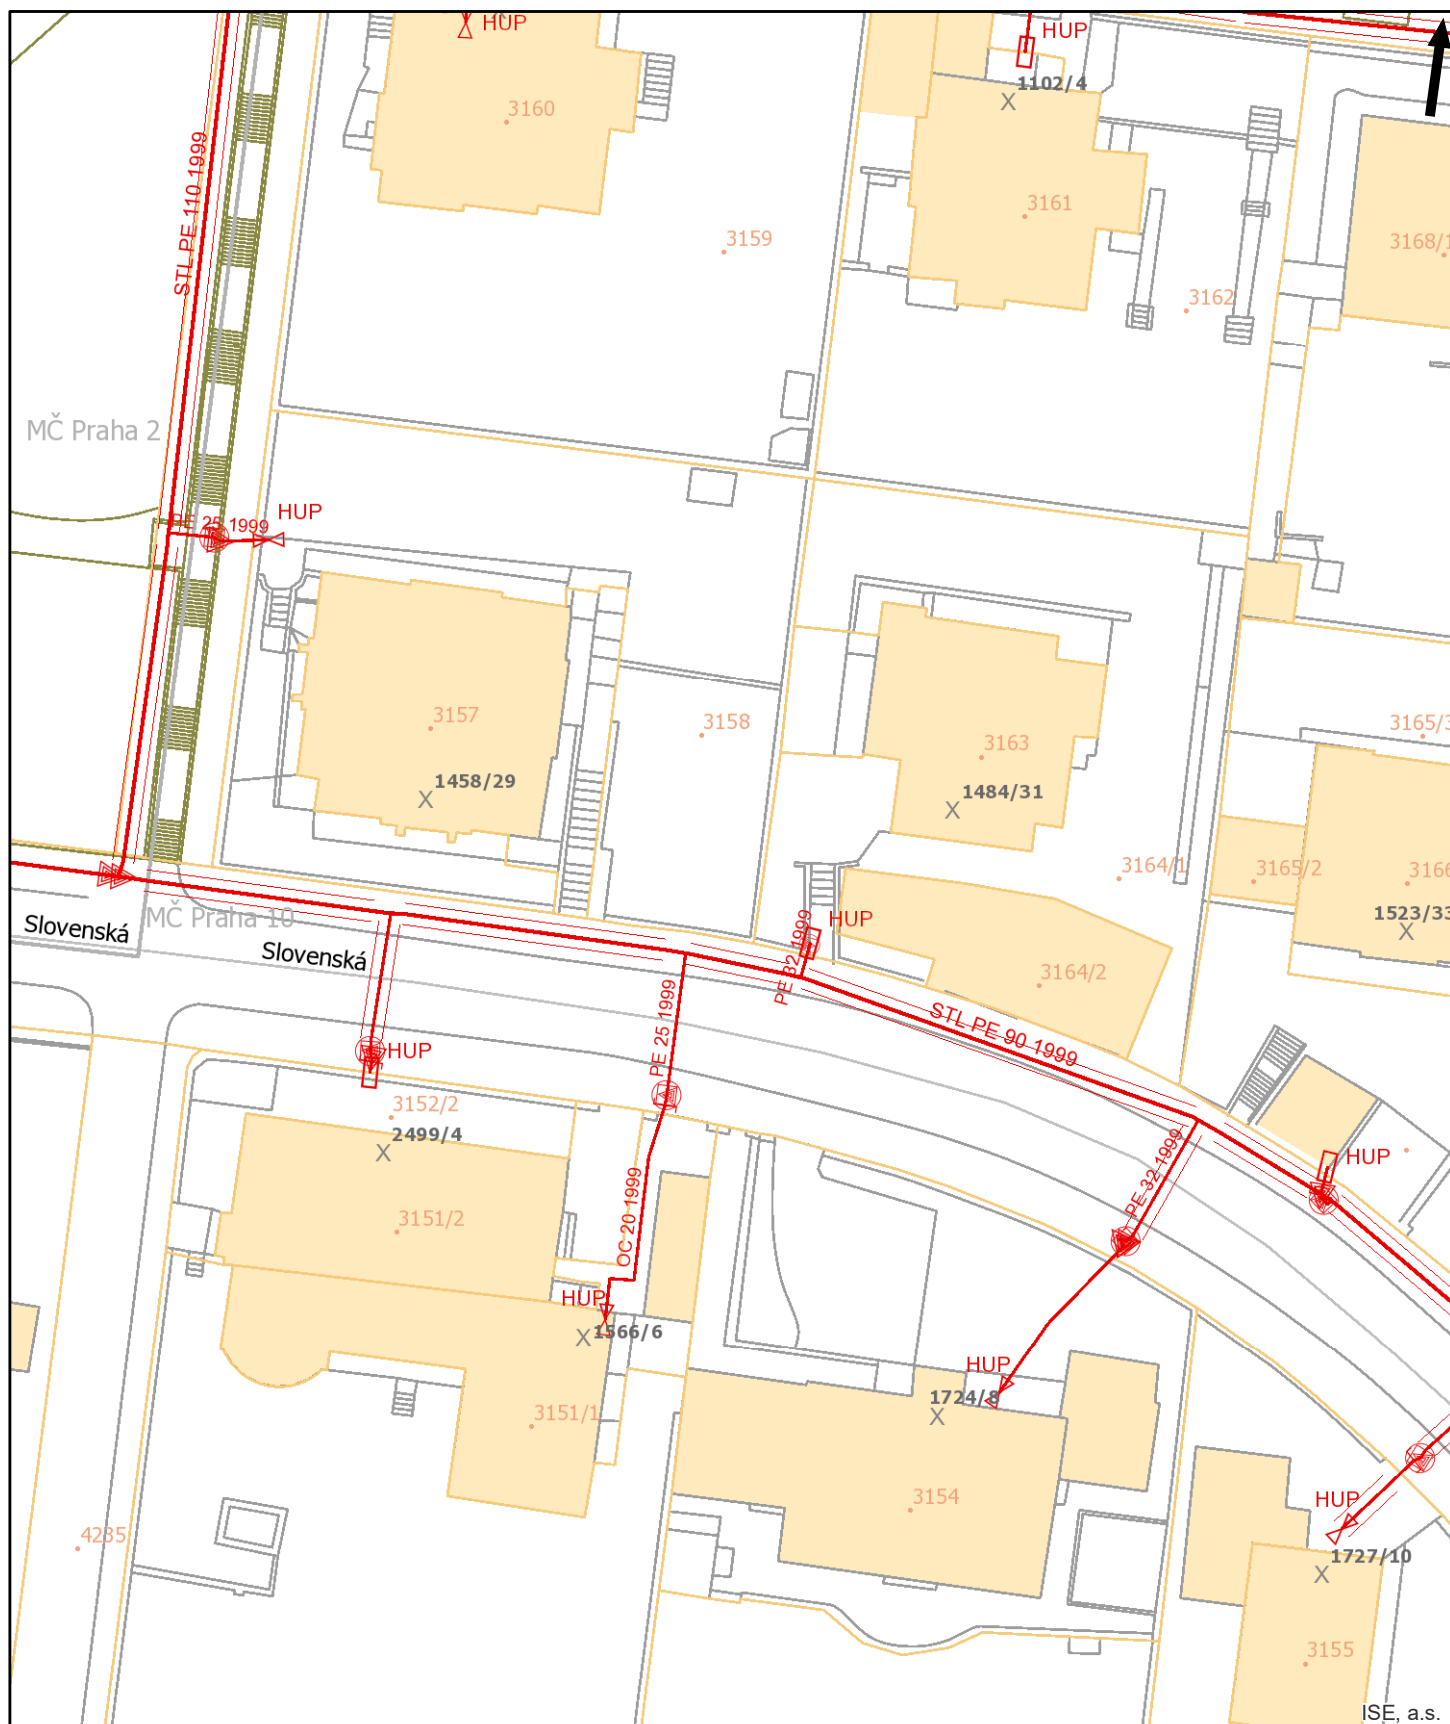 HUP
HUP
1102/4
3160
STL PE 110 1999
3161
3159
3168/1
3162
MČ Praha 2
HUP
PE 25 1999
3157
3158
3163
3165/3
1458/29
1484/31
3164/1
3165/2
3166
1523/33
MČ Praha 10
Slovenská
Slovenská
HUP
PE 32 1999
3164/2
STL PE 90 1999
PE 25 1999
HUP
3152/2
2499/4
HUP
PE 32 1999
3151/2
OC 20 1999
HUP
1566/6
HUP
1724/8
3151/1
3154
HUP
4235
1727/10
3155
ISE, a.s.